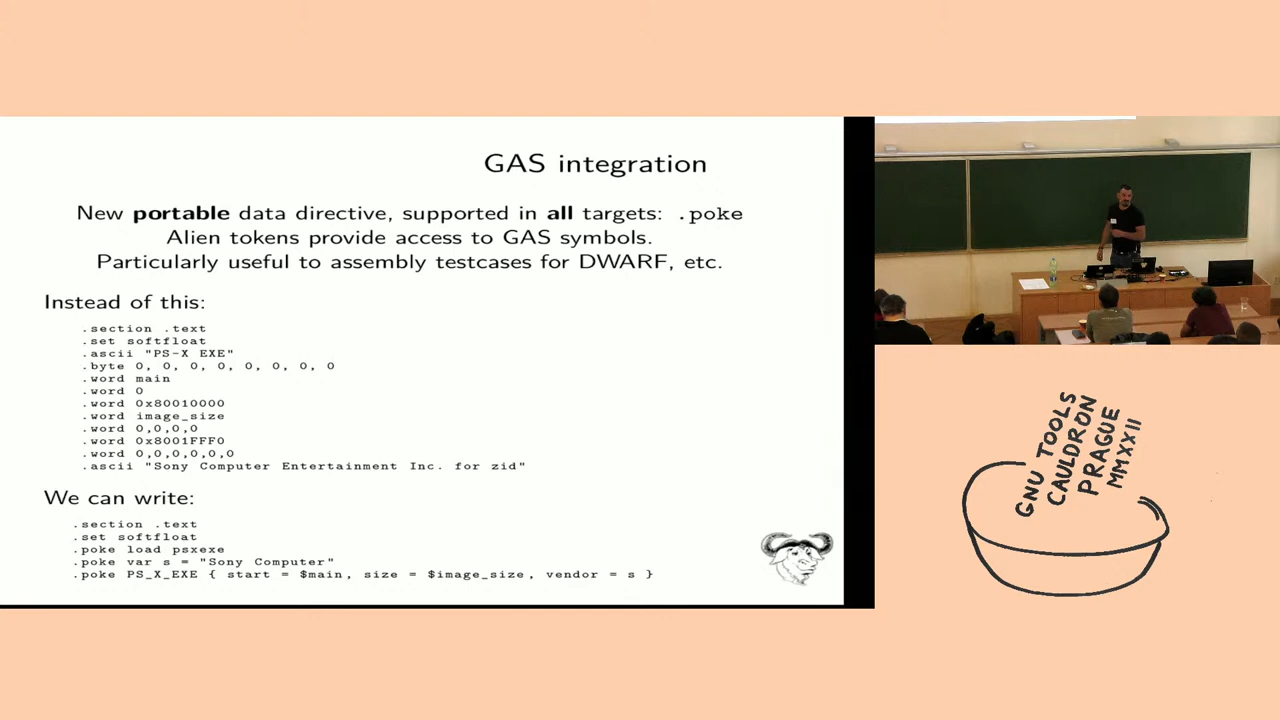 GAS integration
New portable data directive, supported in all targets: .poke
Alien tokens provide access to GAS symbols.
Particularly useful to assembly testcases for DWARF, etc.
Instead of this:
.section .text
.set softfloat
.ascii "PS-X EXE"
.byte 0, 0, 0, 0, 0, 0, 0, 0
.word main
.word 0
.word 0x80010000
.word image_size
.word 0,0,0,0
.word 0x8001FFF0
.word 0,0,0,0,0,0
.ascii "Sony Computer Entertainment Inc. for zid"
We can write:
.section .text
.set softfloat
.poke load psxexe
.poke var s = "Sony Computer"
.poke PS_X_EXE { start = $main, size = $image_size, vendor = s }
GNU TOOLS
CAULDRON
PRAGUE
MMXXII